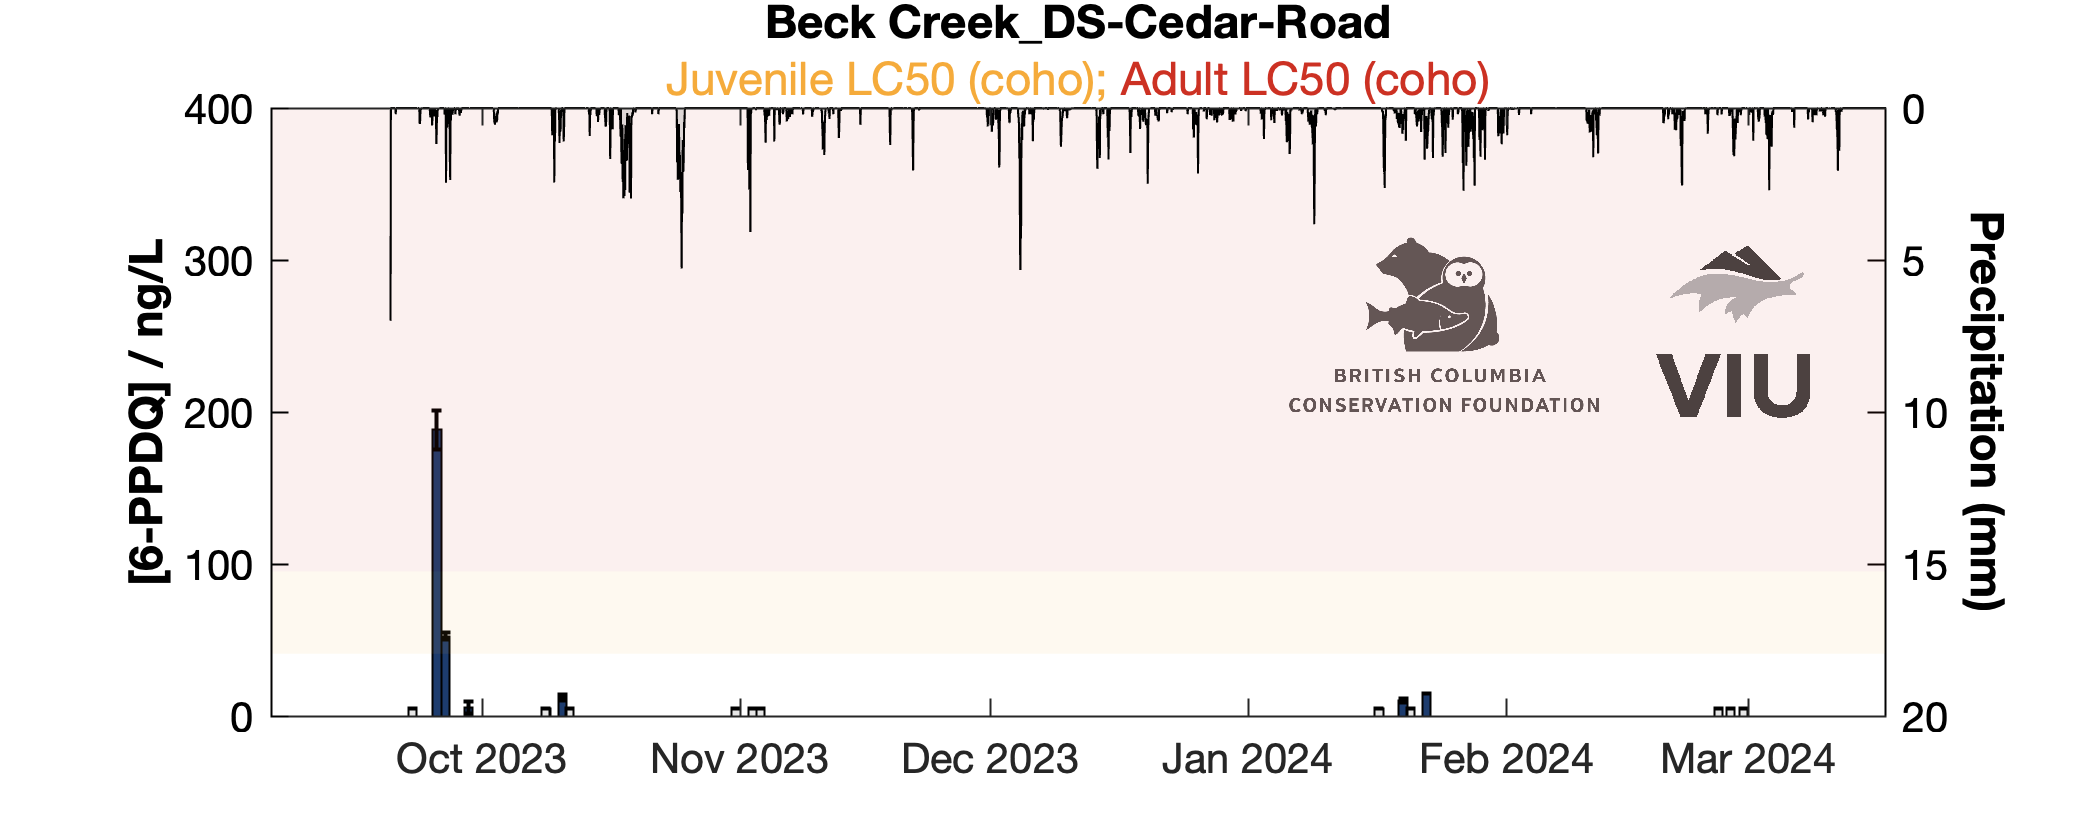 Beck Creek_DS-Cedar-Road
Juvenile LC50 (coho); Adult LC50 (coho)
[6-PPDQ] / ng/L
400
300
200
100
0
Oct 2023
Nov 2023
Dec 2023
Jan 2024
Feb 2024
Mar 2024
0
5
10
15
20
Precipitation (mm)
BRITISH COLUMBIA
CONSERVATION FOUNDATION
VIU